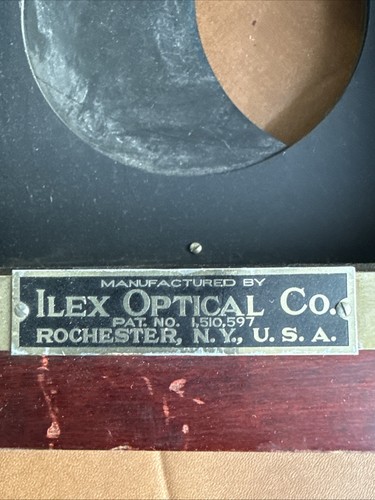 MANUFACTURED BY
ILEX OPTICAL CO.
PAT. NO. 1,510,597
ROCHESTER, N.Y., U.S.A.